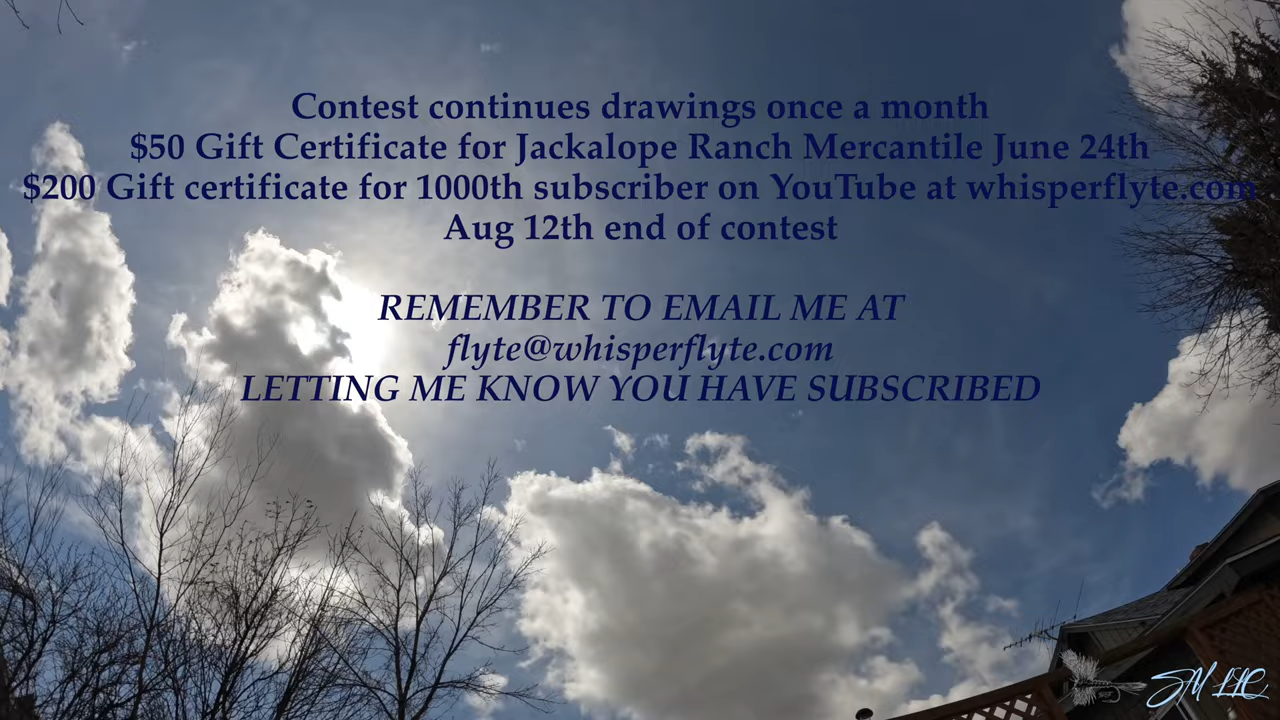 Contest continues drawings once a month
$50 Gift Certificate for Jackalope Ranch Mercantile June 24th
$200 Gift certificate for 1000th subscriber on YouTube at whisperflyte.com
Aug 12th end of contest
REMEMBER TO EMAIL ME AT
flyte@whisperflyte.com
LETTING ME KNOW YOU HAVE SUBSCRIBED